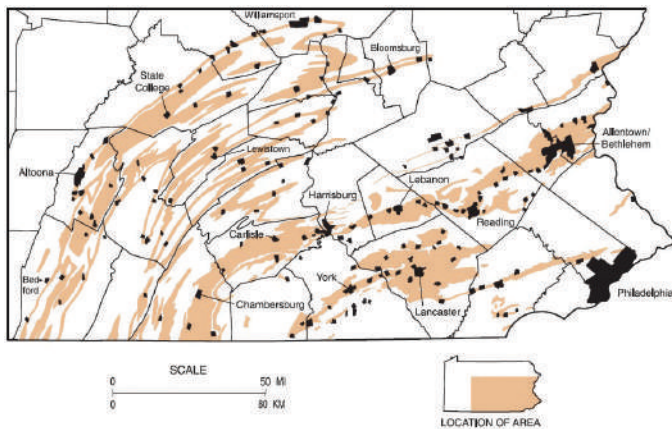 Williamsport
Bloomsburg
State
College
Allentown/
Bethlehem
Lewistown
Altoona
Lebanon
Harrisburg
Reading
Carlisle
Bed-
ford
York
Chambersburg
Lancaster
Philadelphia
SCALE
0 50 MI
0 80 KM
LOCATION OF AREA